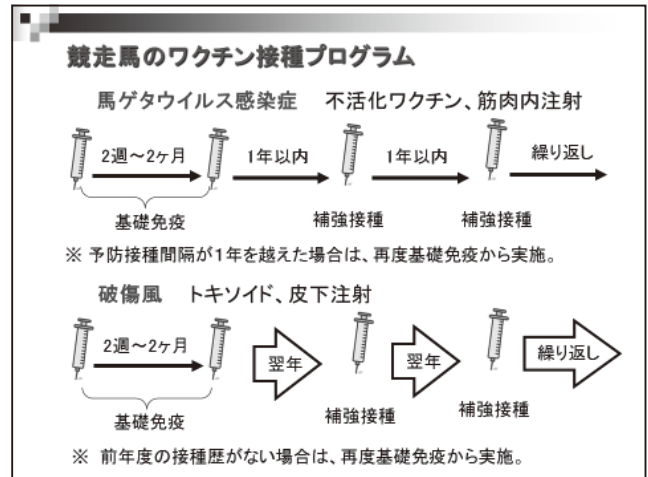 競走馬のワクチン接種プログラム
馬ゲタウイルス感染症 不活化ワクチン、筋肉内注射
2週～2ヶ月 1年以内 1年以内 繰り返し
基礎免疫 補強接種 補強接種
※ 予防接種間隔が1年を越えた場合は、再度基礎免疫から実施。
破傷風 トキソイド、皮下注射
2週～2ヶ月 翌年 翌年 繰り返し
基礎免疫 補強接種 補強接種
※ 前年度の接種歴がない場合は、再度基礎免疫から実施。